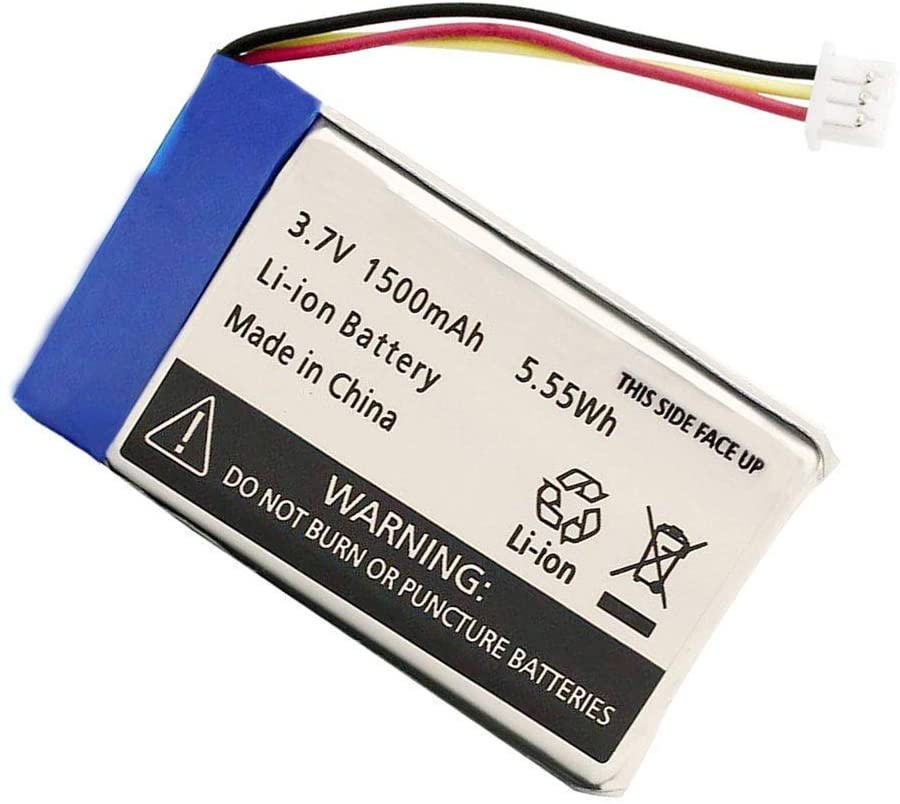 3.7V 1500mAh 5.55Wh
Li-ion Battery
Made in China
THIS SIDE FACE UP
Li-ion
WARNING:
DO NOT BURN OR PUNCTURE BATTERIES